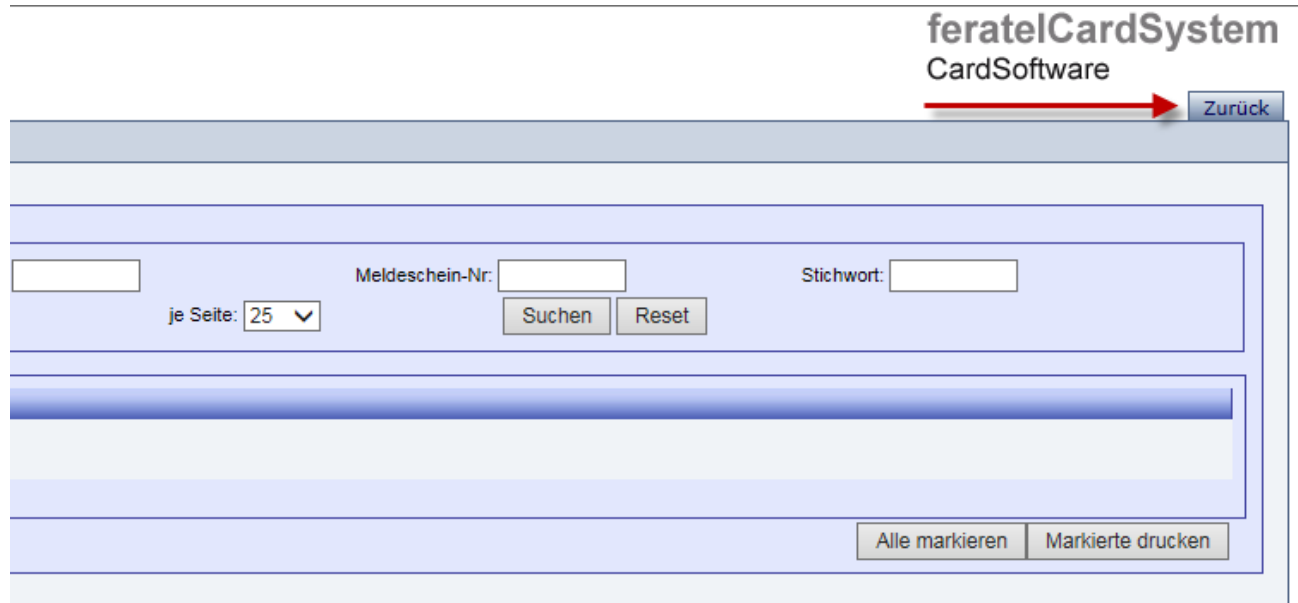 feratelCardSystem
CardSoftware
Zurück
Meldeschein-Nr: Stichwort:
je Seite: 25 Suchen Reset
Alle markieren Markierte drucken